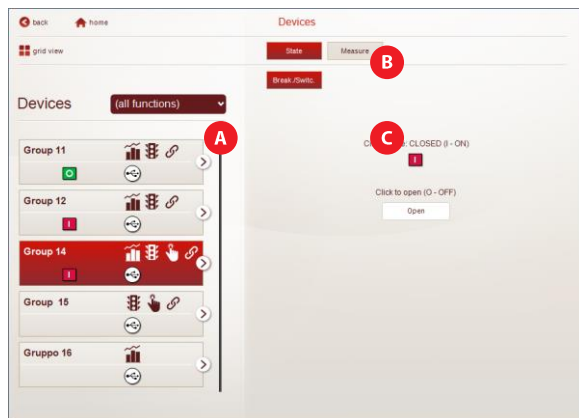 back home Devices
grid view State Measure
B
Break./Switc.
Devices (all functions)
A
C
CLOSED (I - ON)
Group 11
O
I
Group 12
I
Click to open (O - OFF)
Open
Group 14
I
Group 15
Gruppo 16